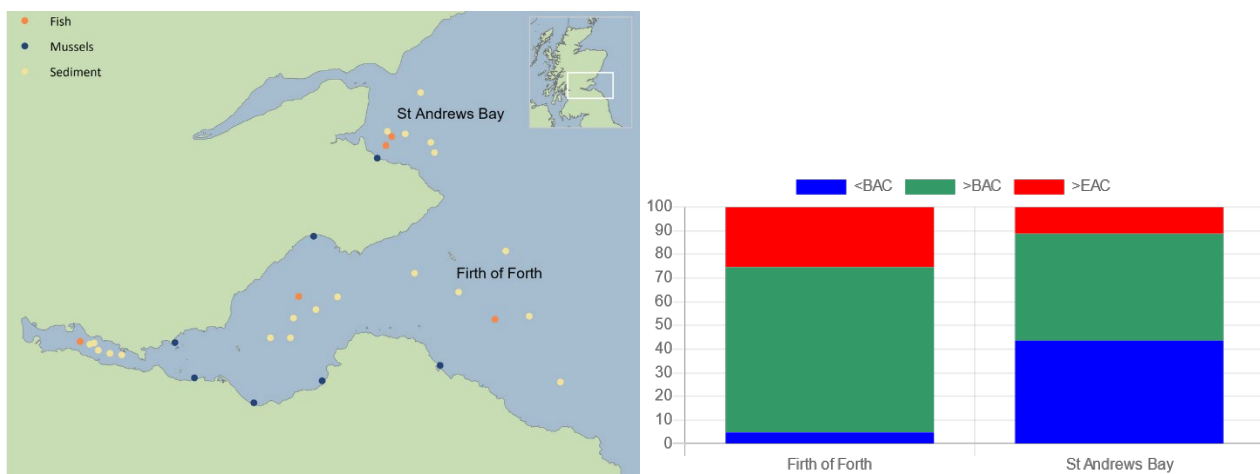 Fish
Mussels
Sediment
St Andrews Bay
Firth of Forth
<BAC >BAC >EAC
100
90
80
70
60
50
40
30
20
10
0
Firth of Forth St Andrews Bay